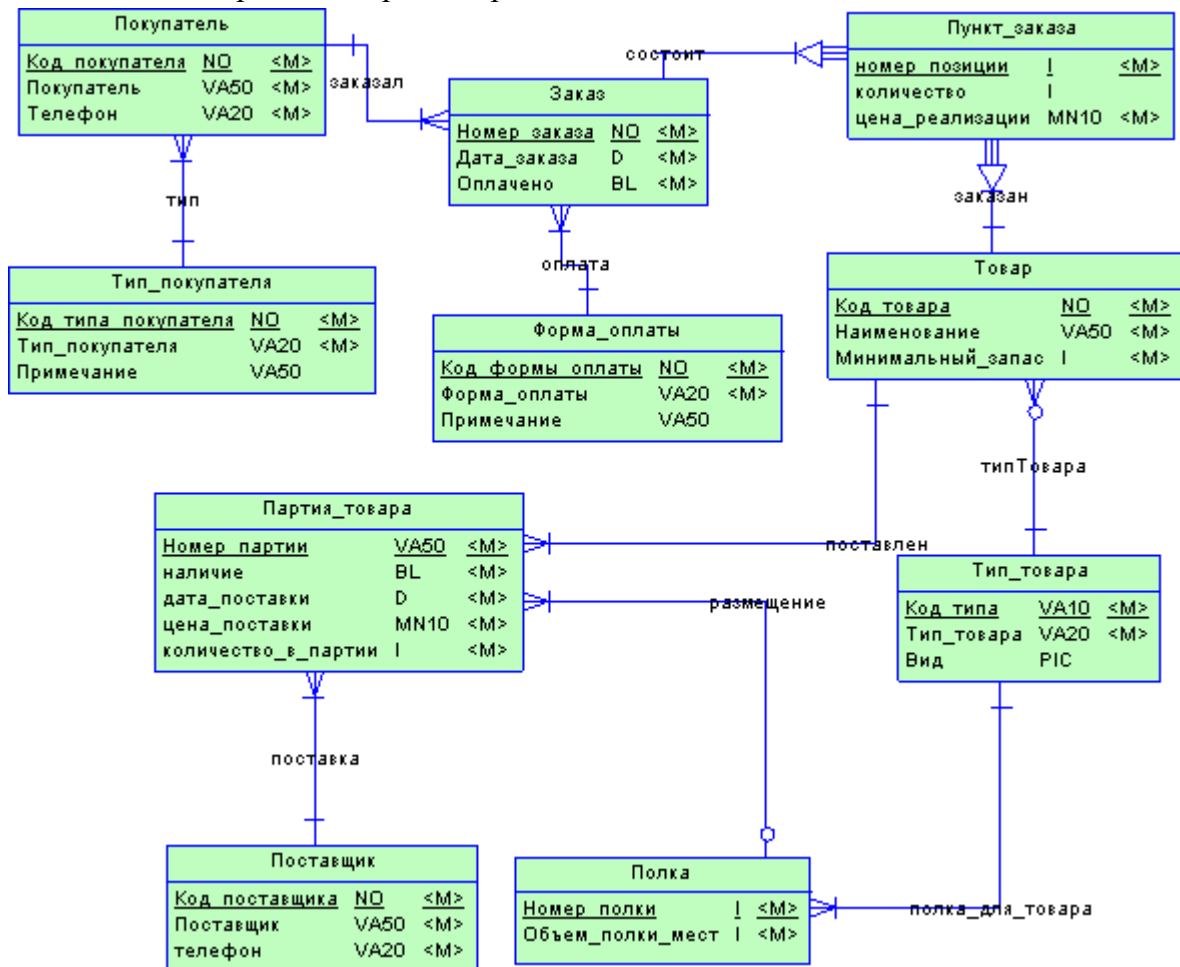 Покупатель
Код_покупателя NO <M>
Покупатель VA50 <M>
Телефон VA20 <M>
заказал
состоит
Пункт_заказа
номер_позиции I <M>
количество I
цена_реализации MN10 <M>
Заказ
Номер_заказа NO <M>
Дата_заказа D <M>
Оплачено BL <M>
тип
заказан
оплата
Тип_покупателя
Код_типа_покупателя NO <M>
Тип_покупателя VA20 <M>
Примечание VA50
Форма_оплаты
Код_формы_оплаты NO <M>
Форма_оплаты VA20 <M>
Примечание VA50
Товар
Код_товара NO <M>
Наименование VA50 <M>
Минимальный_запас I <M>
типТовара
Партия_товара
Номер_партии VA50 <M>
наличие BL <M>
дата_поставки D <M>
цена_поставки MN10 <M>
количество_в_партии I <M>
поставлен
размещение
Тип_товара
Код_типа VA10 <M>
Тип_товара VA20 <M>
Вид PIC
поставка
Поставщик
Код_поставщика NO <M>
Поставщик VA50 <M>
телефон VA20 <M>
Полка
Номер_полки I <M>
Объем_полки_мест I <M>
полка_для_товара